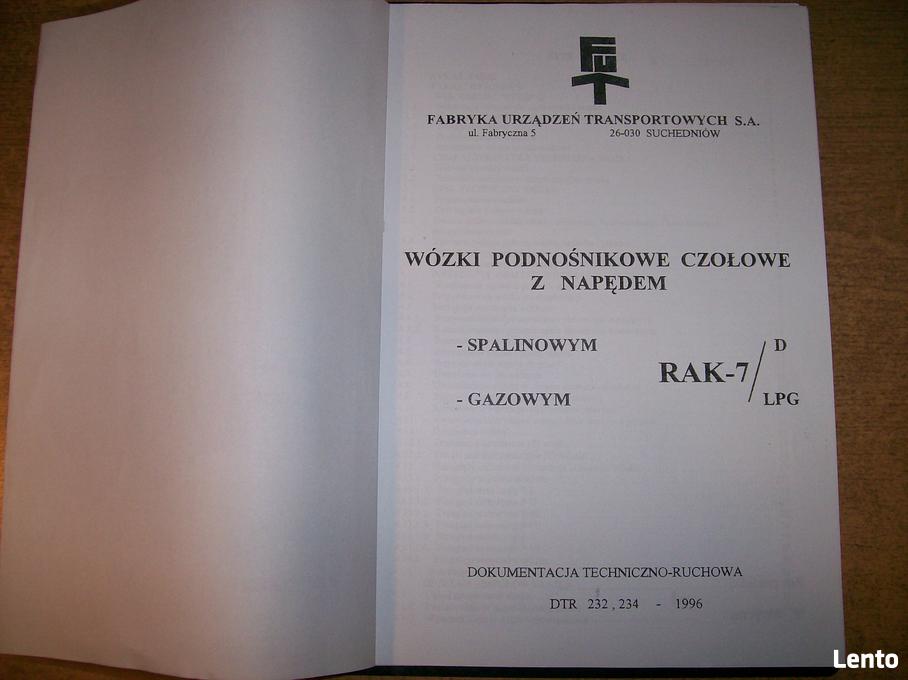 FUT
FABRYKA URZĄDZEŃ TRANSPORTOWYCH S.A.
ul. Fabryczna 5 26-030 SUCHEDNIÓW
WÓZKI PODNOŚNIKOWE CZOŁOWE
Z NAPĘDEM
- SPALINOWYM
- GAZOWYM
RAK-7/ D
LPG
DOKUMENTACJA TECHNICZNO-RUCHOWA
DTR 232 , 234 - 1996
Lento